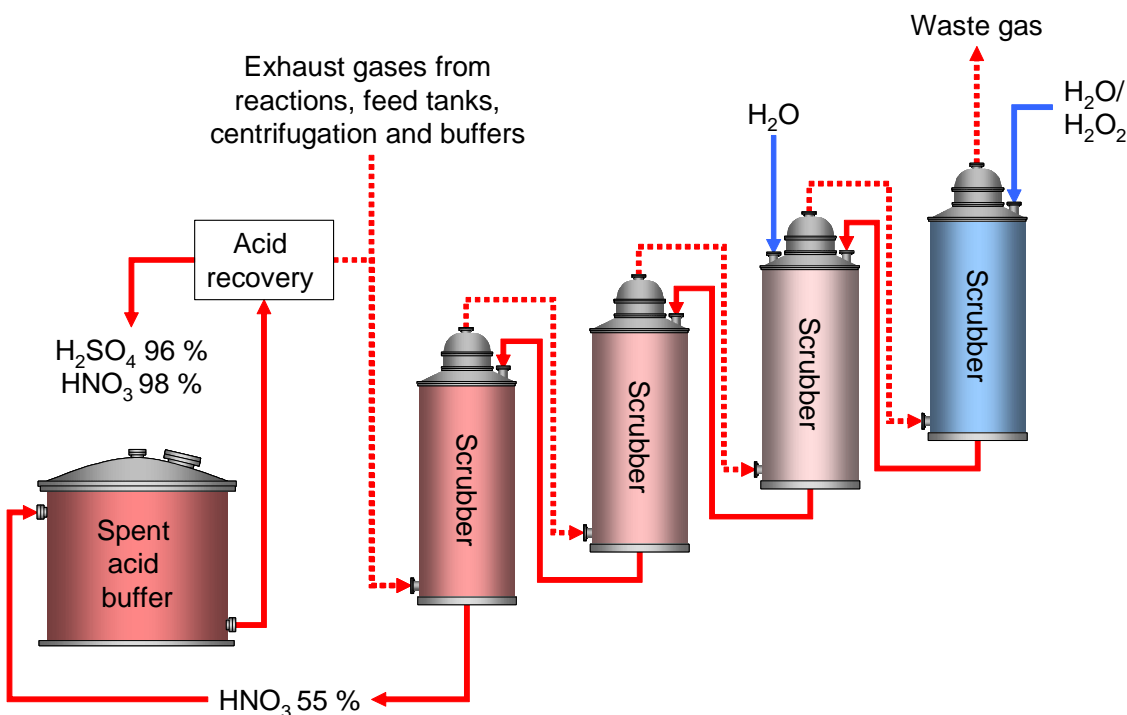 Waste gas
Exhaust gases from
reactions, feed tanks,
centrifugation and buffers
H₂O
H₂O/
H₂O₂
Acid
recovery
H₂SO₄ 96 %
HNO₃ 98 %
Scrubber
Scrubber
Scrubber
Scrubber
Spent
acid
buffer
HNO₃ 55 %